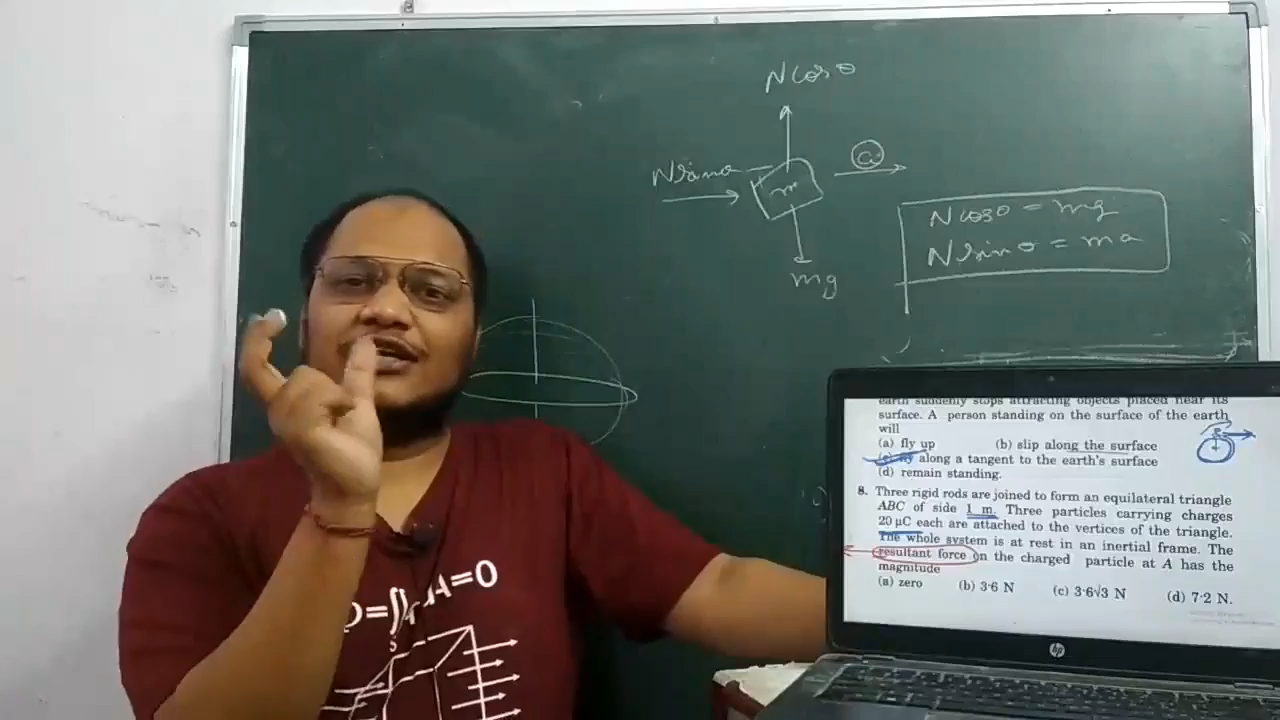 N cos θ
N sin θ
m
a
mg
N cos θ = mg
N sin θ = ma
earth suddenly stops attracting objects placed near its
surface. A person standing on the surface of the earth
will
(a) fly up (b) slip along the surface
(c) fly along a tangent to the earth's surface
(d) remain standing.
8. Three rigid rods are joined to form an equilateral triangle
ABC of side 1 m. Three particles carrying charges
20 μC each are attached to the vertices of the triangle.
The whole system is at rest in an inertial frame. The
resultant force on the charged particle at A has the
magnitude
(a) zero (b) 3·6 N (c) 3·6√3 N (d) 7·2 N.
hp
A=0